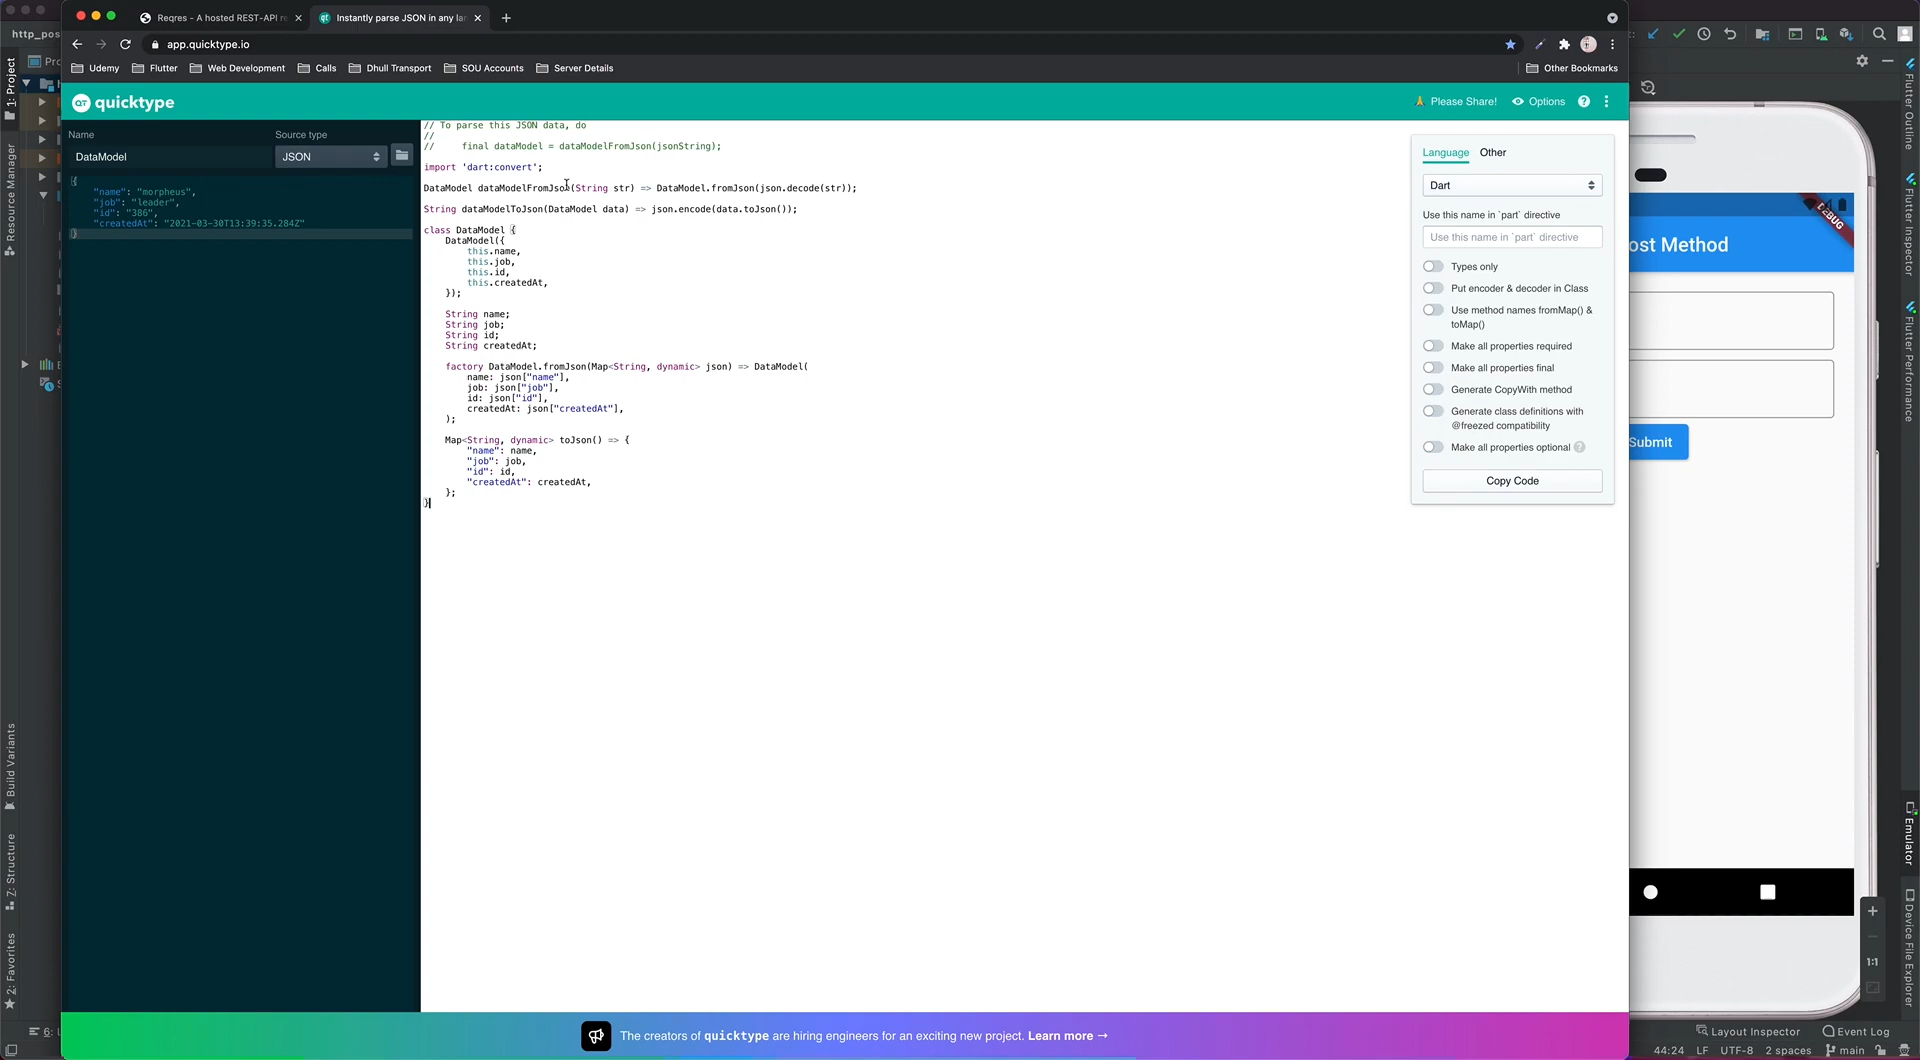 Reqres - A hosted REST-API re
Instantly parse JSON in any la
app.quicktype.io
Udemy
Flutter
Web Development
Calls
Dhull Transport
SOU Accounts
Server Details
Other Bookmarks
quicktype
Please Share!
Options
http_pos
1: Project
Resource Manager
Build Variants
Z: Structure
2: Favorites
Name
Source type
DataModel
JSON
{
"name": "morpheus",
"job": "leader",
"id": "386",
"createdAt": "2021-03-30T13:39:35.284Z"
}
// To parse this JSON data, do
//
// final dataModel = dataModelFromJson(jsonString);
import 'dart:convert';
DataModel dataModelFromJson(String str) => DataModel.fromJson(json.decode(str));
String dataModelToJson(DataModel data) => json.encode(data.toJson());
class DataModel {
DataModel({
this.name,
this.job,
this.id,
this.createdAt,
});
String name;
String job;
String id;
String createdAt;
factory DataModel.fromJson(Map<String, dynamic> json) => DataModel(
name: json["name"],
job: json["job"],
id: json["id"],
createdAt: json["createdAt"],
);
Map<String, dynamic> toJson() => {
"name": name,
"job": job,
"id": id,
"createdAt": createdAt,
};
}
Language
Other
Dart
Use this name in `part` directive
Use this name in `part` directive
Types only
Put encoder & decoder in Class
Use method names fromMap() &
toMap()
Make all properties required
Make all properties final
Generate CopyWith method
Generate class definitions with
@freezed compatibility
Make all properties optional
Copy Code
DEBUG
ost Method
Submit
Flutter Outline
Flutter Inspector
Flutter Performance
Emulator
Device File Explorer
1:1
The creators of quicktype are hiring engineers for an exciting new project. Learn more →
Layout Inspector
Event Log
44:24
LF
UTF-8
2 spaces
main